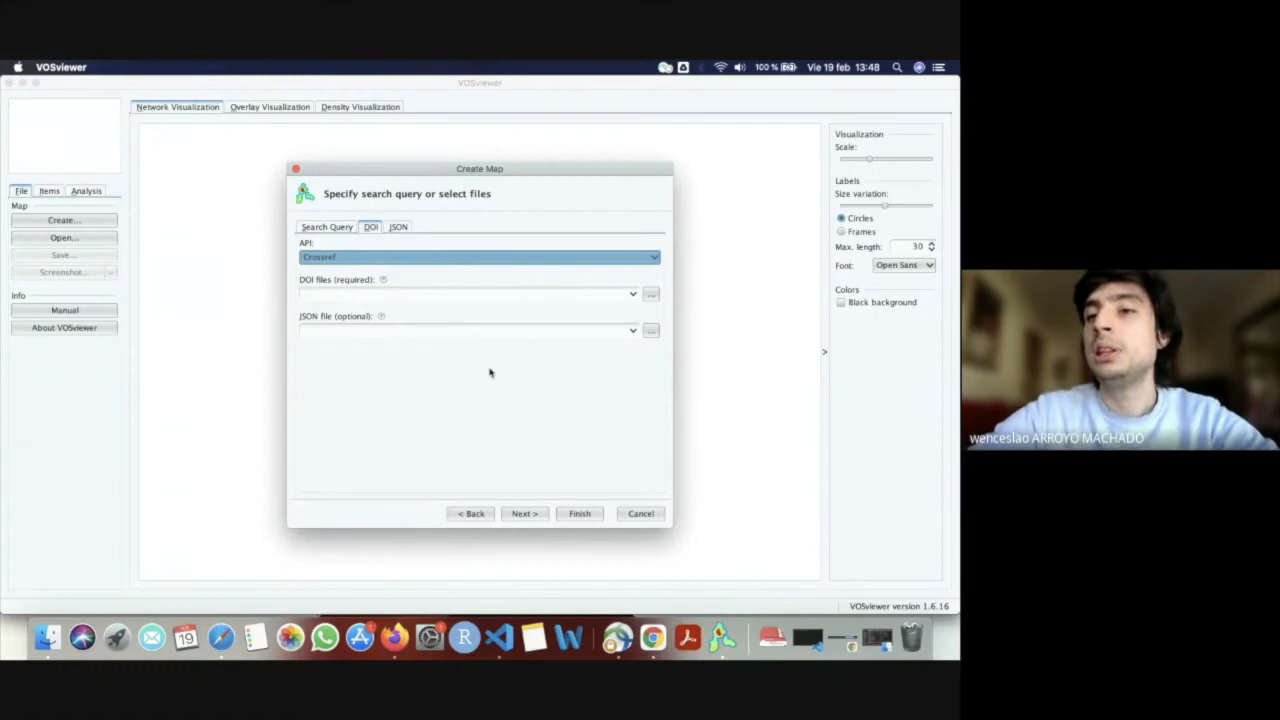 VOSviewer
100 %
Vie 19 feb 13:48
VOSviewer
Network Visualization
Overlay Visualization
Density Visualization
File
Items
Analysis
Map
Create...
Open...
Save...
Screenshot...
Info
Manual
About VOSviewer
Create Map
Specify search query or select files
Search Query
DOI
JSON
API:
Crossref
DOI files (required):
...
JSON file (optional):
...
< Back
Next >
Finish
Cancel
Visualization
Scale:
Labels
Size variation:
Circles
Frames
Max. length:
30
Font:
Open Sans
Colors
Black background
>
VOSviewer version 1.6.16
19
R
W
wenceslao ARROYO MACHADO